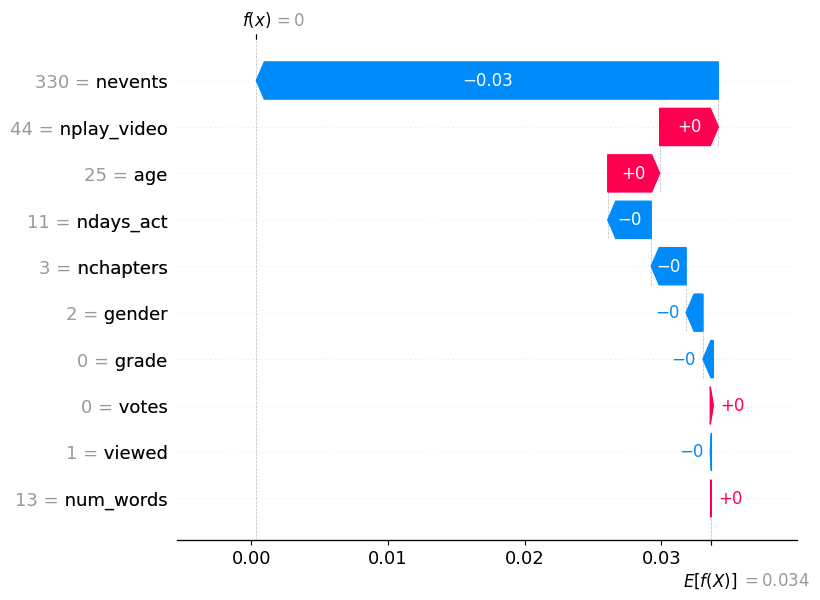 f(x) = 0
330 = nevents −0.03
44 = nplay_video +0
25 = age +0
11 = ndays_act −0
3 = nchapters −0
2 = gender −0
0 = grade −0
0 = votes +0
1 = viewed −0
13 = num_words +0
0.00 0.01 0.02 0.03
E[f(X)] = 0.034